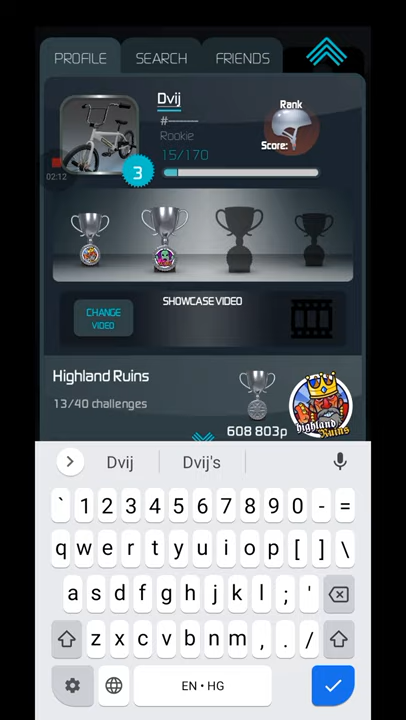 PROFILE SEARCH FRIENDS
Dvij
#
Rookie
15/170
3
Rank
Score:
02:12
CHANGE
VIDEO
SHOWCASE VIDEO
Highland Ruins
13/40 challenges
608 803p
highland
Ruins
Dvij Dvij's
` 1 2 3 4 5 6 7 8 9 0 - =
q w e r t y u i o p [ ] \
a s d f g h j k l ; '
z x c v b n m , . /
EN • HG